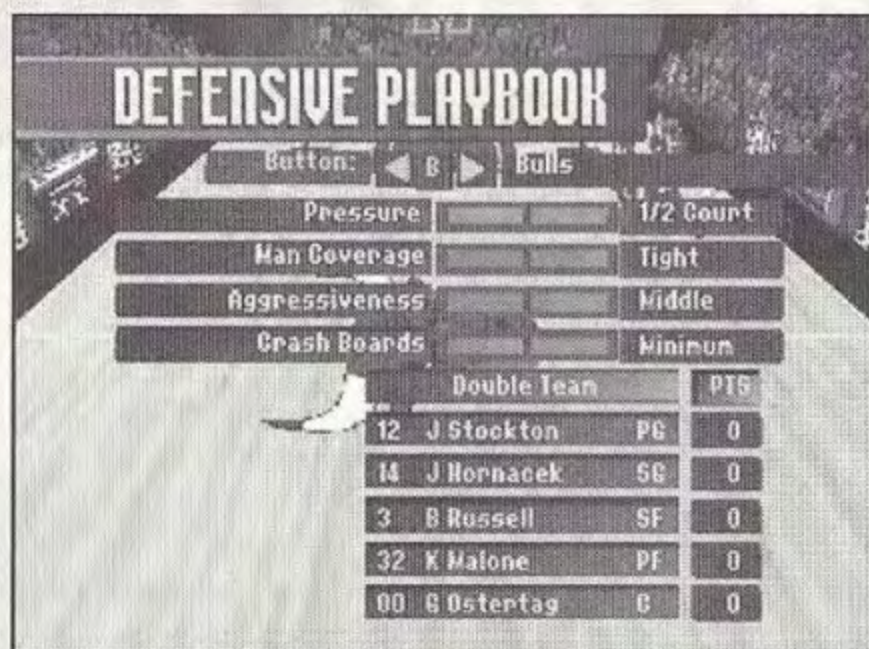 DEFENSIVE PLAYBOOK
Button: B Bulls
Pressure 1/2 Court
Man Coverage Tight
Aggressiveness Middle
Crash Boards Minimum
Double Team PTS
12 J Stockton PG 0
14 J Hornacek SG 0
3 B Russell SF 0
32 K Malone PF 0
00 G Ostertag C 0